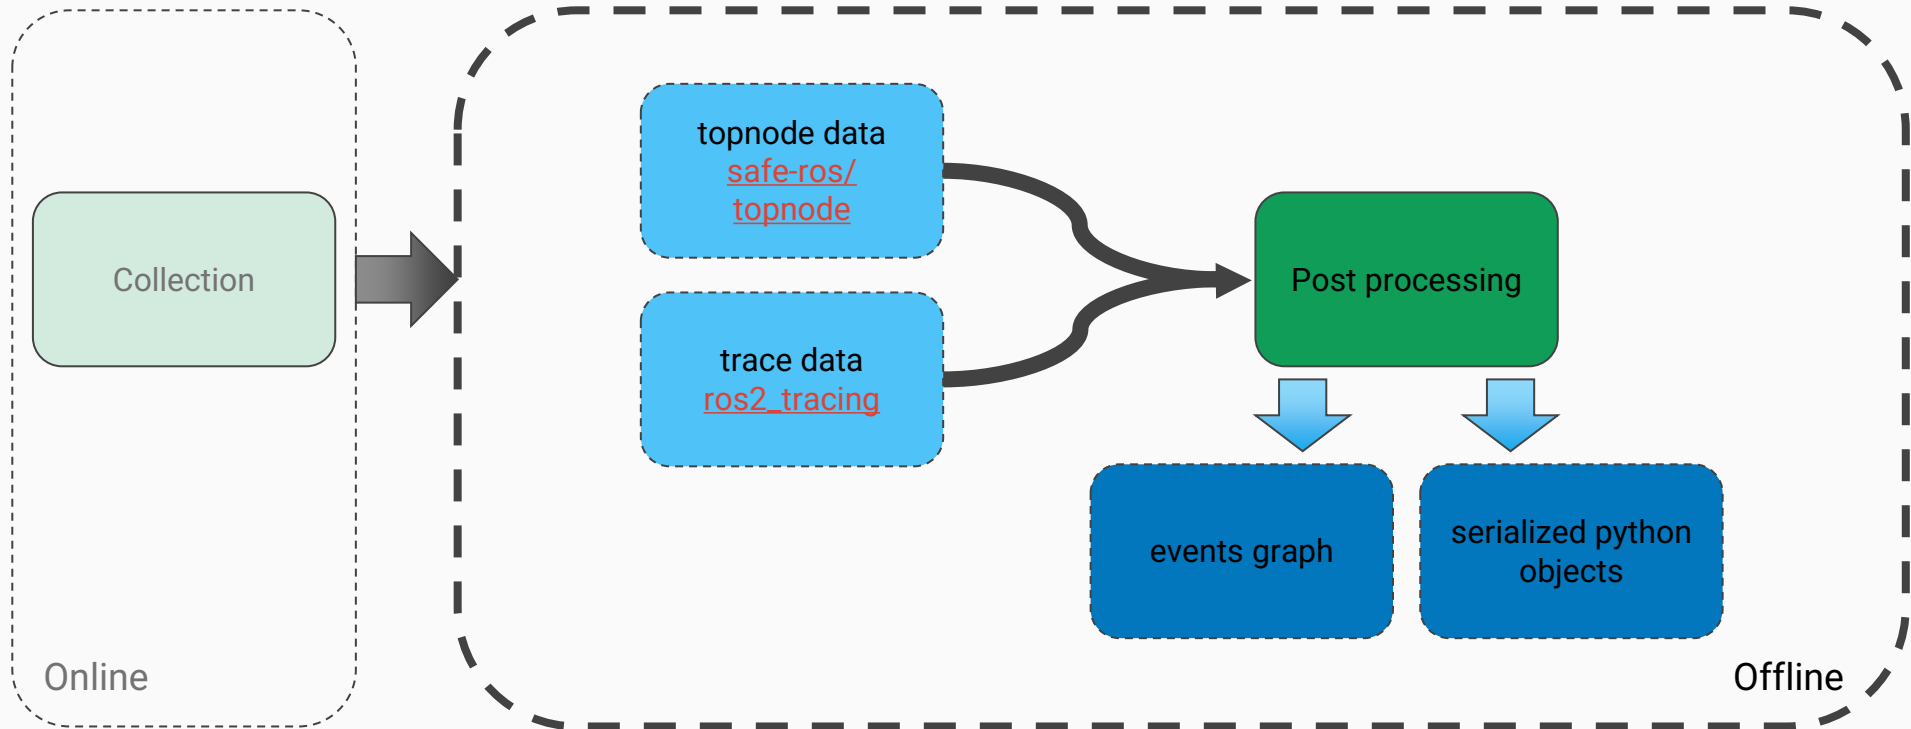 Collection
Online
topnode data
safe-ros/
topnode
trace data
ros2_tracing
Post processing
events graph
serialized python
objects
Offline